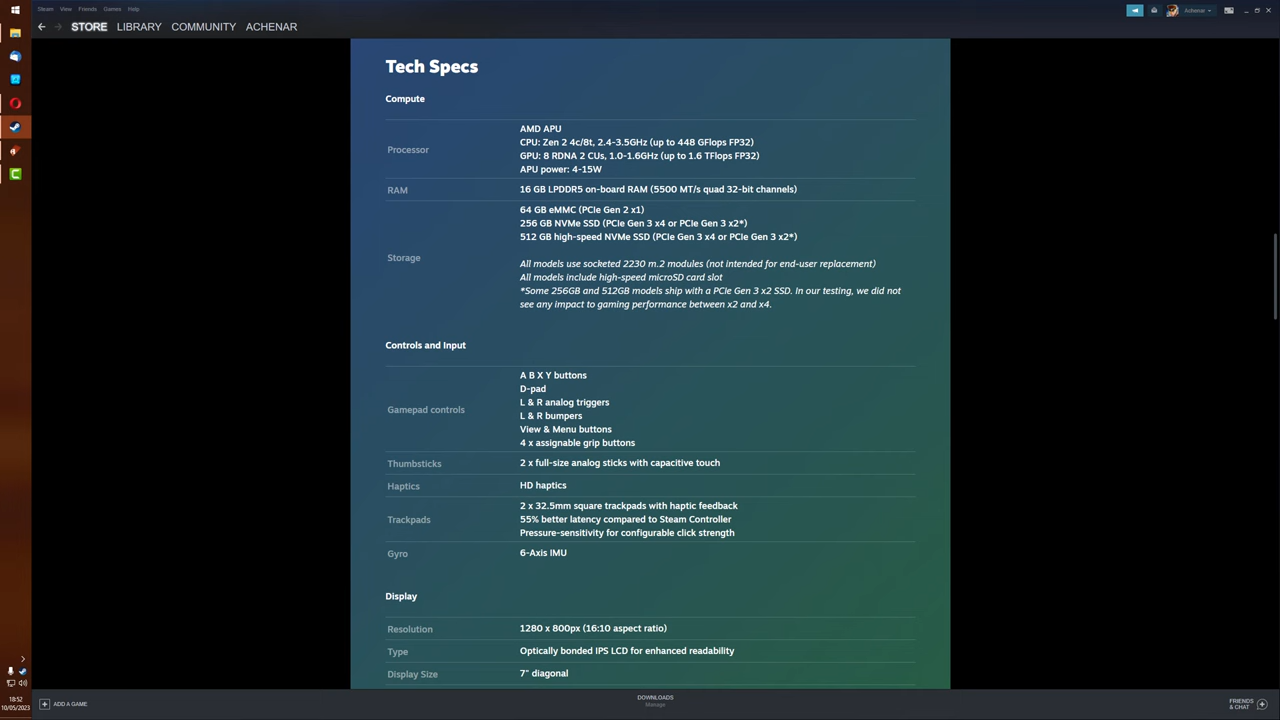 Steam View Friends Games Help
Achenar
STORE LIBRARY COMMUNITY ACHENAR
Tech Specs
Compute
Processor
AMD APU
CPU: Zen 2 4c/8t, 2.4-3.5GHz (up to 448 GFlops FP32)
GPU: 8 RDNA 2 CUs, 1.0-1.6GHz (up to 1.6 TFlops FP32)
APU power: 4-15W
RAM
16 GB LPDDR5 on-board RAM (5500 MT/s quad 32-bit channels)
Storage
64 GB eMMC (PCIe Gen 2 x1)
256 GB NVMe SSD (PCIe Gen 3 x4 or PCIe Gen 3 x2*)
512 GB high-speed NVMe SSD (PCIe Gen 3 x4 or PCIe Gen 3 x2*)
All models use socketed 2230 m.2 modules (not intended for end-user replacement)
All models include high-speed microSD card slot
*Some 256GB and 512GB models ship with a PCIe Gen 3 x2 SSD. In our testing, we did not
see any impact to gaming performance between x2 and x4.
Controls and Input
Gamepad controls
A B X Y buttons
D-pad
L & R analog triggers
L & R bumpers
View & Menu buttons
4 x assignable grip buttons
Thumbsticks
2 x full-size analog sticks with capacitive touch
Haptics
HD haptics
Trackpads
2 x 32.5mm square trackpads with haptic feedback
55% better latency compared to Steam Controller
Pressure-sensitivity for configurable click strength
Gyro
6-Axis IMU
Display
Resolution
1280 x 800px (16:10 aspect ratio)
Type
Optically bonded IPS LCD for enhanced readability
Display Size
7" diagonal
18:52
10/05/2023
ADD A GAME
DOWNLOADS
Manage
FRIENDS
& CHAT